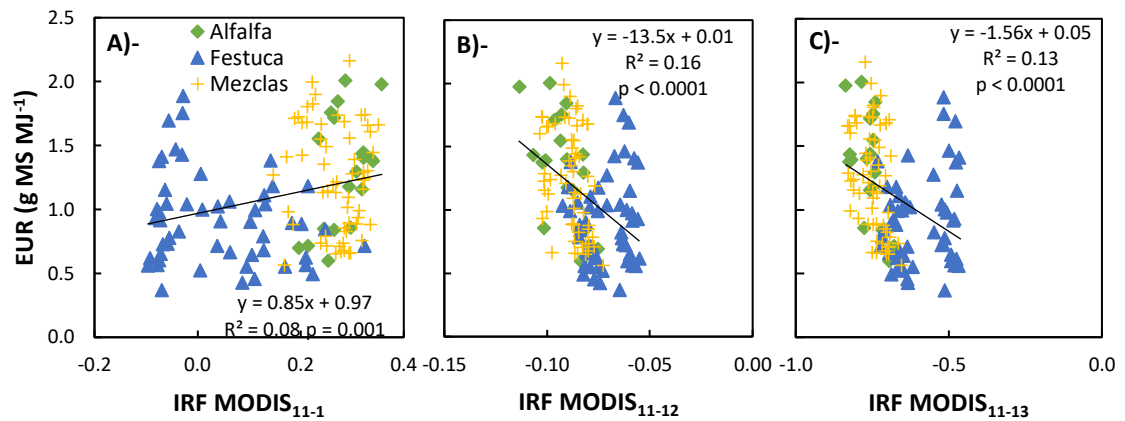 2.5
2.0
1.5
1.0
0.5
0.0
EUR (g MS MJ⁻¹)
A)-
Alfalfa
Festuca
Mezclas
y = 0.85x + 0.97
R² = 0.08 p = 0.001
-0.2 0.0 0.2 0.4
IRF MODIS₁₁₋₁
B)-
y = -13.5x + 0.01
R² = 0.16
p < 0.0001
-0.15 -0.10 -0.05 0.00
IRF MODIS₁₁₋₁₂
C)-
y = -1.56x + 0.05
R² = 0.13
p < 0.0001
-1.0 -0.5 0.0
IRF MODIS₁₁₋₁₃